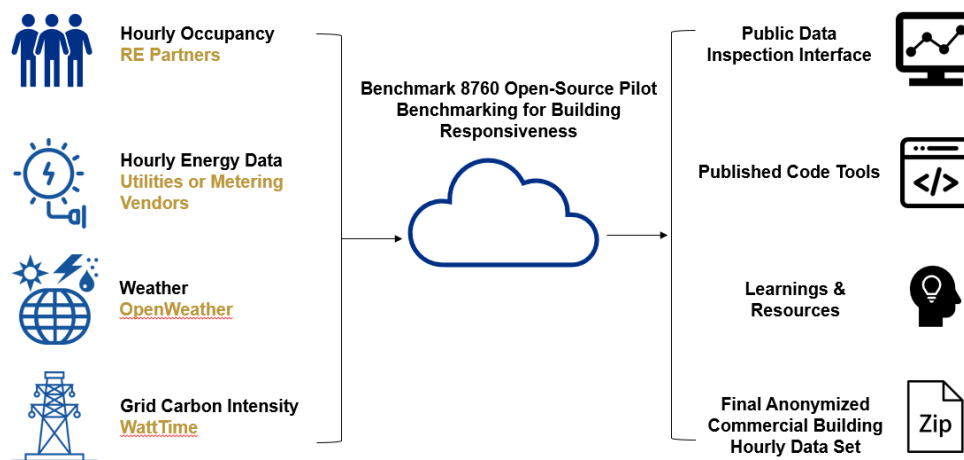 Hourly Occupancy
RE Partners
Hourly Energy Data
Utilities or Metering
Vendors
Weather
OpenWeather
Grid Carbon Intensity
WattTime
Benchmark 8760 Open-Source Pilot
Benchmarking for Building
Responsiveness
Public Data
Inspection Interface
Published Code Tools
</>
Learnings &
Resources
Final Anonymized
Commercial Building
Hourly Data Set
Zip